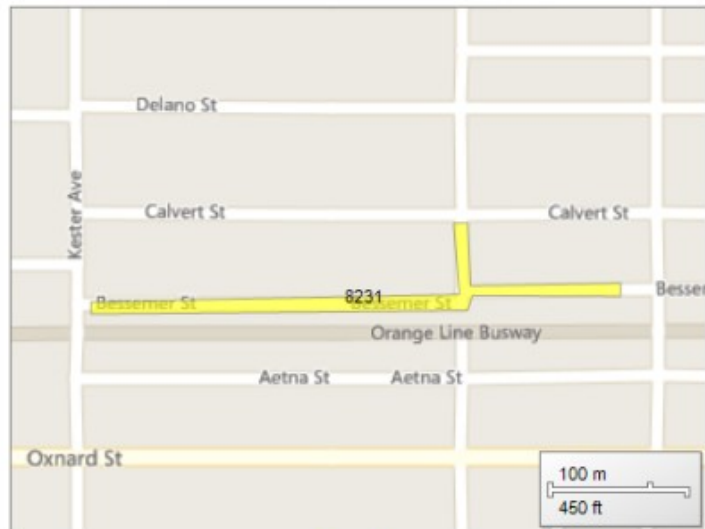 Delano St
Kester Ave
Calvert St
Calvert St
Bessemer St
8231
Bessemer St
Besser
Orange Line Busway
Aetna St
Aetna St
Oxnard St
100 m
450 ft